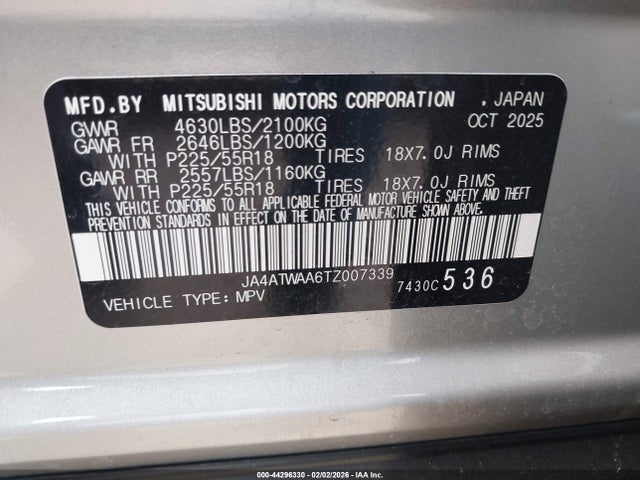 MFD.BY MITSUBISHI MOTORS CORPORATION . JAPAN
GVWR 4630LBS/2100KG OCT 2025
GAWR FR 2646LBS/1200KG
WITH P225/55R18 TIRES 18X7.0J RIMS
GAWR RR 2557LBS/1160KG
WITH P225/55R18 TIRES 18X7.0J RIMS
THIS VEHICLE CONFORMS TO ALL APPLICABLE FEDERAL MOTOR VEHICLE SAFETY AND THEFT
PREVENTION STANDARDS IN EFFECT ON THE DATE OF MANUFACTURE SHOWN ABOVE.
JA4ATWAA6TZ007339
VEHICLE TYPE: MPV 7430C 536
000-44296330 - 02/02/2026 - IAA Inc.